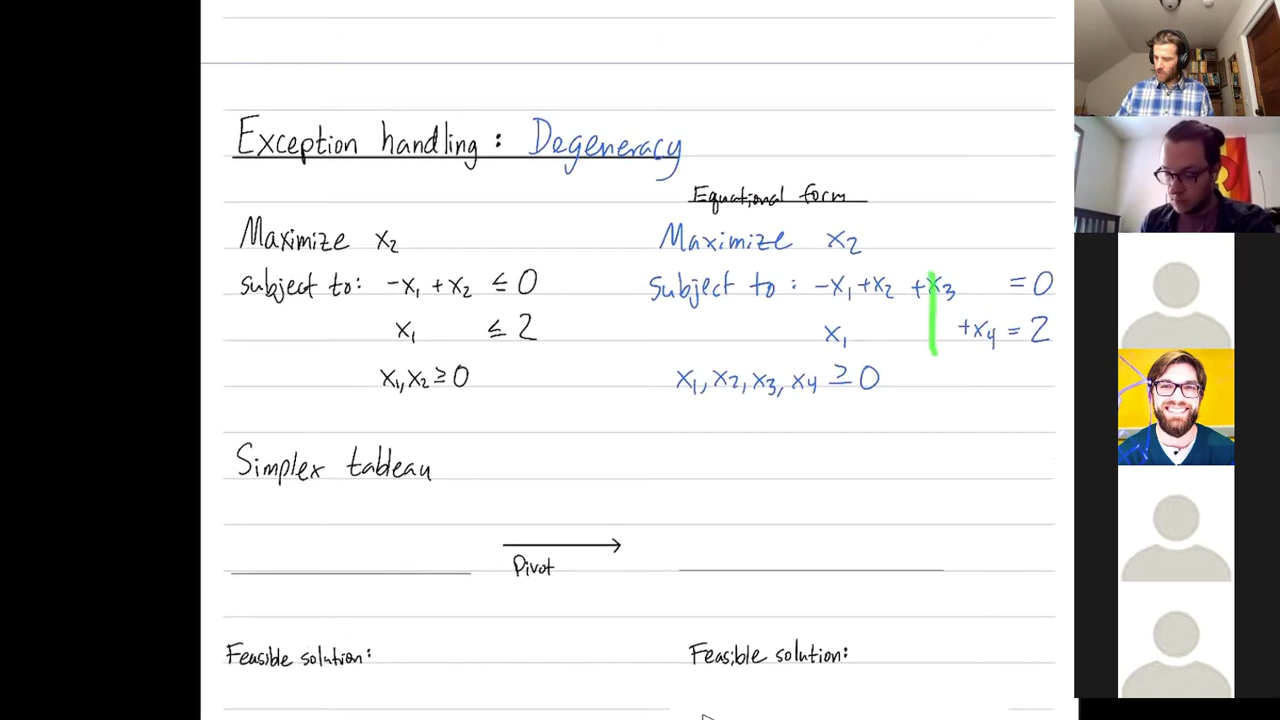 Exception handling: Degeneracy
Equational form
Maximize x₂
subject to: -x₁ + x₂ ≤ 0
x₁ ≤ 2
x₁, x₂ ≥ 0
Maximize x₂
subject to: -x₁ + x₂ + x₃ = 0
x₁ + x₄ = 2
x₁, x₂, x₃, x₄ ≥ 0
Simplex tableau
Pivot
Feasible solution:
Feasible solution: